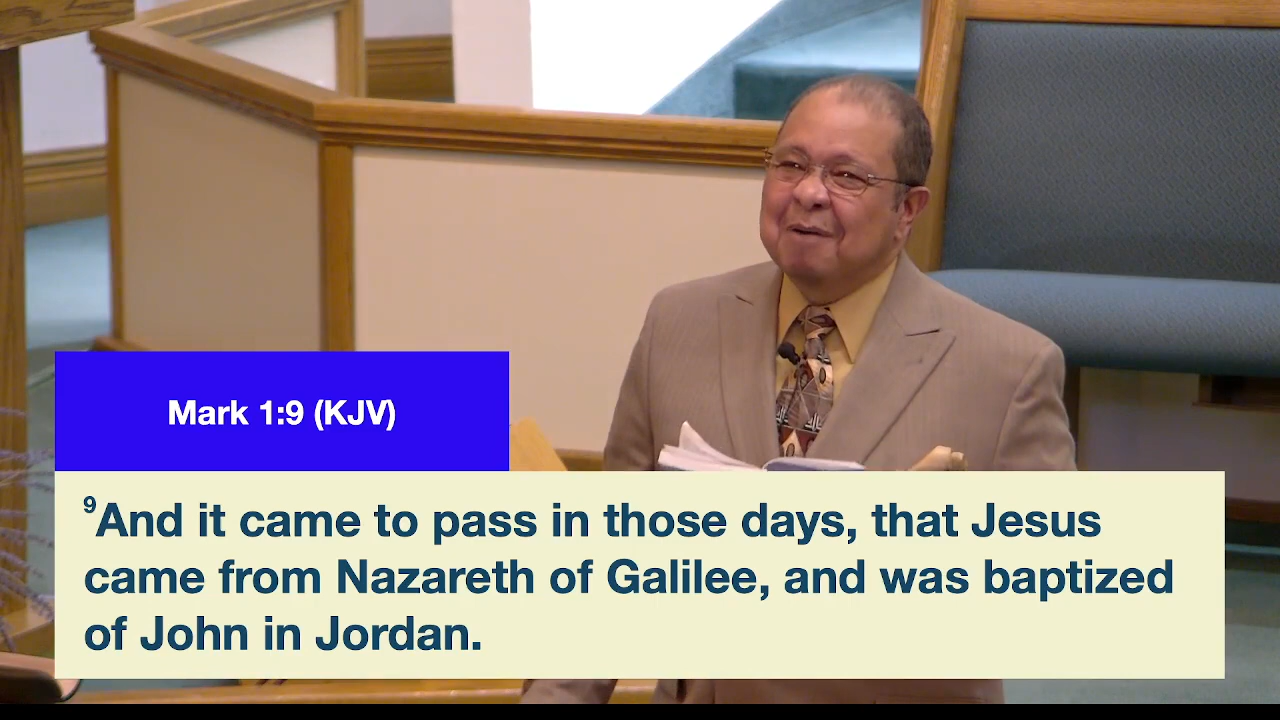 Mark 1:9 (KJV)
⁹And it came to pass in those days, that Jesus
came from Nazareth of Galilee, and was baptized
of John in Jordan.